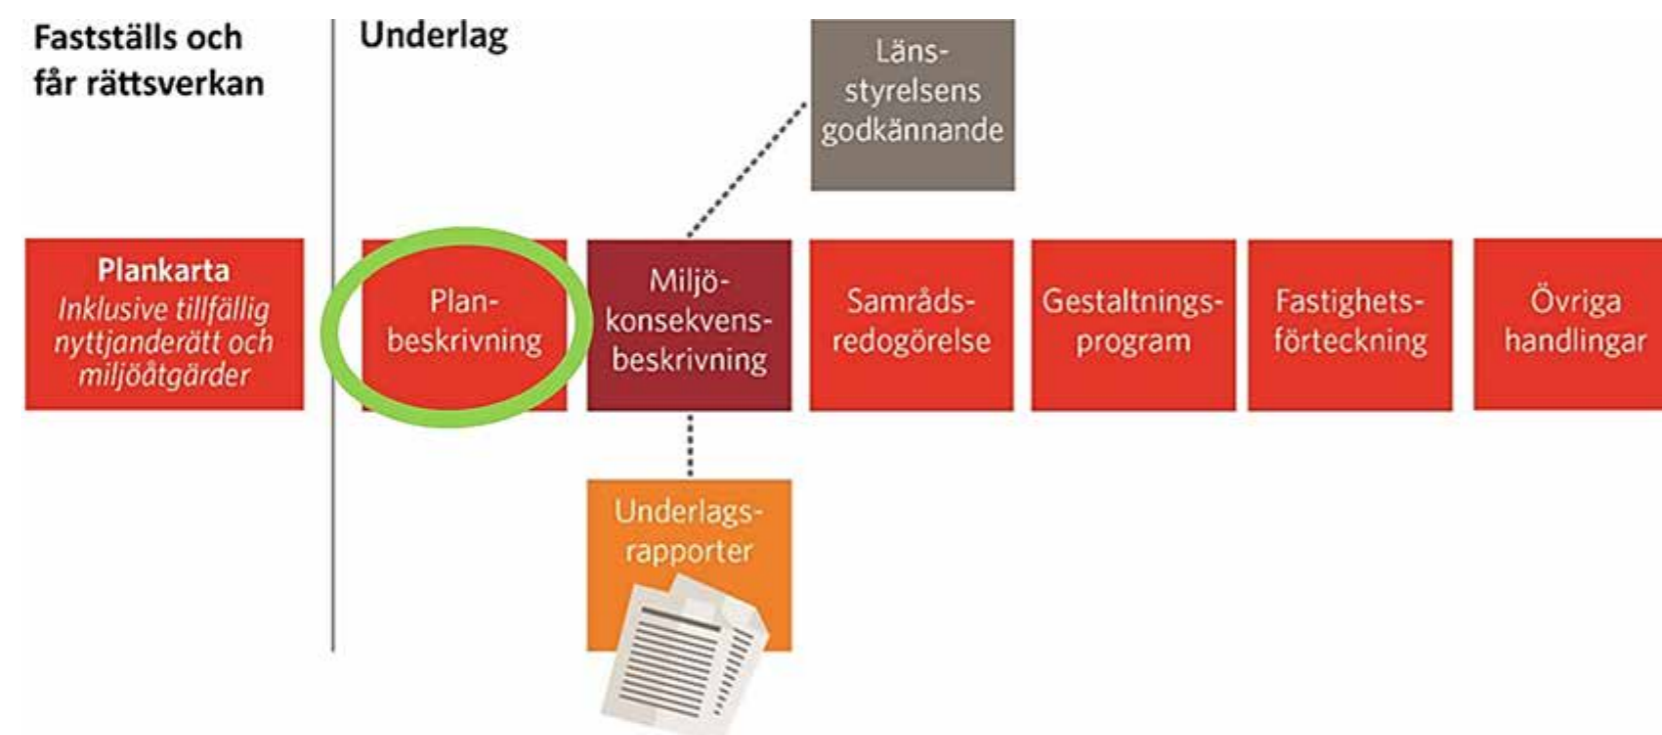 Fastställs och
får rättsverkan
Underlag
Läns-
styrelsens
godkännande
Plankarta
Inklusive tillfällig
nyttjanderätt och
miljöåtgärder
Plan-
beskrivning
Miljö-
konsekvens-
beskrivning
Samråds-
redogörelse
Gestaltnings-
program
Fastighets-
förteckning
Övriga
handlingar
Underlags-
rapporter